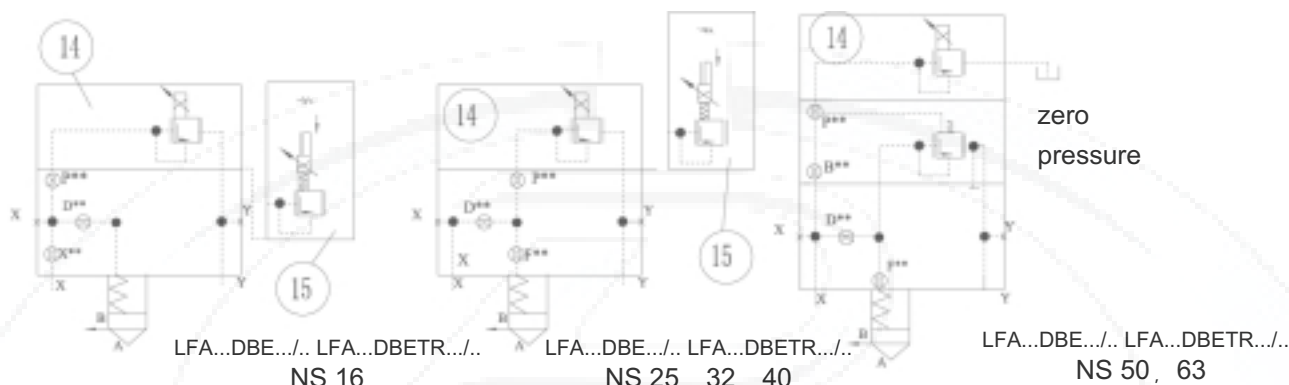 14
P**
X
D**
Y
X**
X
Y
B
A
15
LFA...DBE.../.. LFA...DBETR.../..
NS 16
14
P**
D**
Y
X
F**
X
Y
B
A
15
LFA...DBE.../.. LFA...DBETR.../..
NS 25 32 40
14
zero
pressure
P**
B**
D**
X
Y
F**
X
Y
B
A
LFA...DBE.../.. LFA...DBETR.../..
NS 50, 63